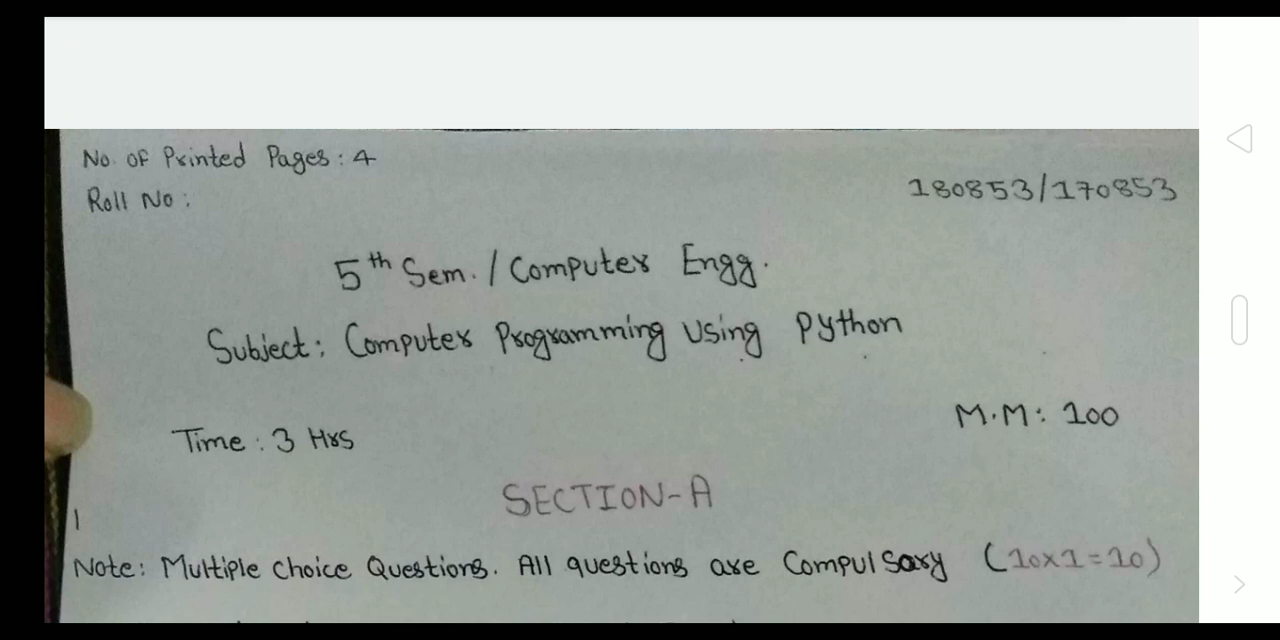 No. of Printed Pages: 4
Roll No:
180853/170853
5th Sem. / Computer Engg.
Subject: Computer Programming Using Python
M.M: 100
Time: 3 Hrs
SECTION-A
Note: Multiple Choice Questions. All questions are Compulsary (10x1=10)